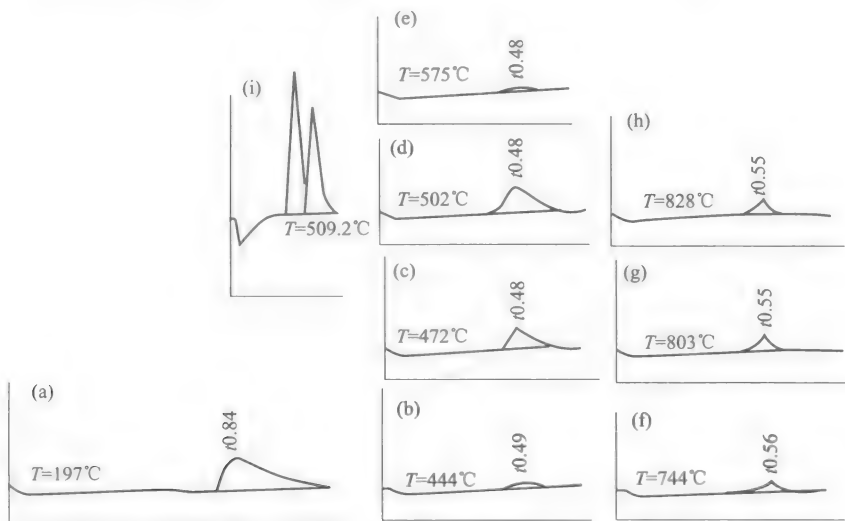 (e)
t0.48
T=575℃
(i)
T=509.2℃
(d)
t0.48
T=502℃
(h)
t0.55
T=828℃
(c)
t0.48
T=472℃
(g)
t0.55
T=803℃
(a)
t0.84
T=197℃
(b)
t0.49
T=444℃
(f)
t0.56
T=744℃